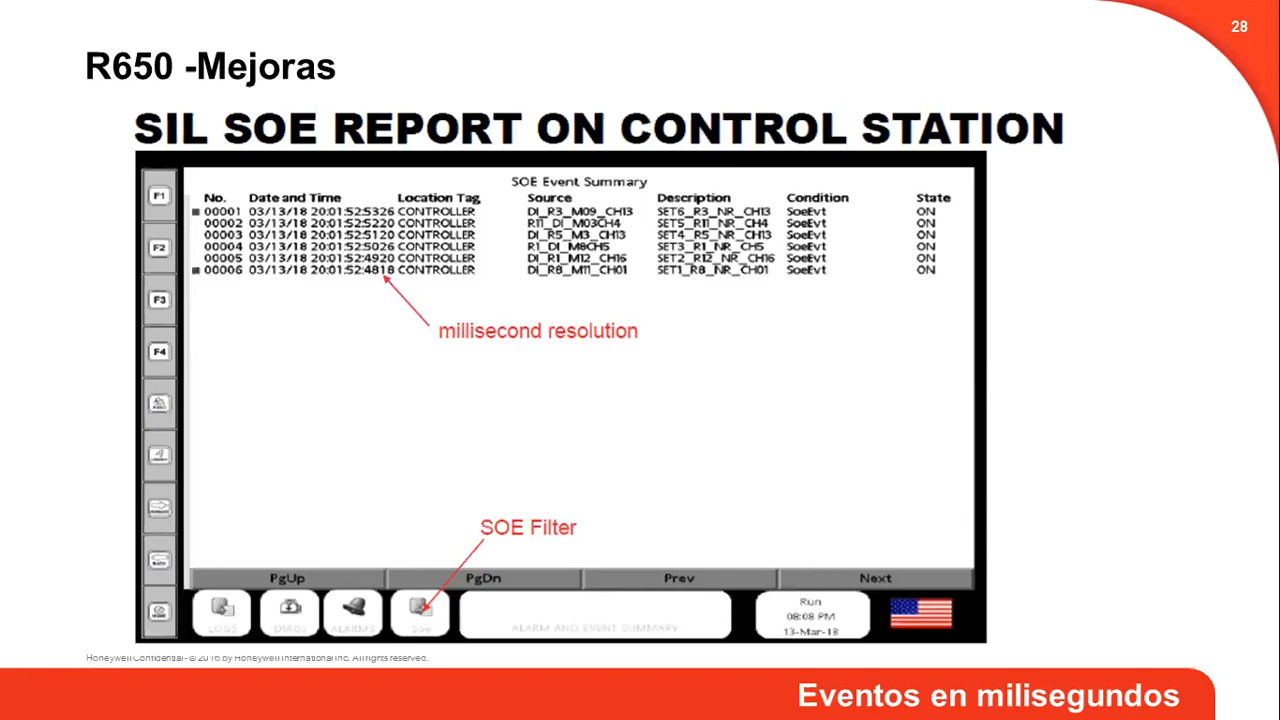 28
R650 -Mejoras
SIL SOE REPORT ON CONTROL STATION
SOE Event Summary
No. Date and Time Location Tag Source Description Condition State
00001 03/13/18 20:01:52:5326 CONTROLLER DI_R3_M09_CH13 SET6_R3_NR_CH13 SoeEvt ON
00002 03/13/18 20:01:52:5220 CONTROLLER R11_DI_M03CH4 SET5_R11_NR_CH4 SoeEvt ON
00003 03/13/18 20:01:52:5120 CONTROLLER DI_R5_M3_CH13 SET4_R5_NR_CH13 SoeEvt ON
00004 03/13/18 20:01:52:5026 CONTROLLER R1_DI_M8CH5 SET3_R1_NR_CH5 SoeEvt ON
00005 03/13/18 20:01:52:4920 CONTROLLER DI_R1_M12_CH16 SET2_R12_NR_CH16 SoeEvt ON
00006 03/13/18 20:01:52:4818 CONTROLLER DI_R8_M11_CH01 SET1_R8_NR_CH01 SoeEvt ON
F1
F2
F3
F4
millisecond resolution
SOE Filter
BACK
HOME
PgUp PgDn Prev Next
LOGS DIAGS ALARMS Soe ALARM AND EVENT SUMMARY
Run
08:08 PM
13-Mar-18
Honeywell Confidential - © 2016 by Honeywell International Inc. All rights reserved.
Eventos en milisegundos